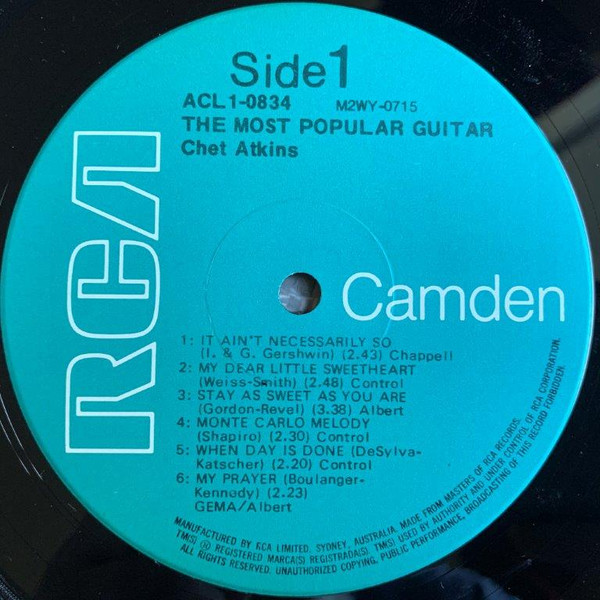 Side 1
ACL1-0834 M2WY-0715
THE MOST POPULAR GUITAR
Chet Atkins
RCA
Camden
1: IT AIN'T NECESSARILY SO
(I. & G. Gershwin) (2.43) Chappell
2: MY DEAR LITTLE SWEETHEART
(Weiss-Smith) (2.48) Control
3: STAY AS SWEET AS YOU ARE
(Gordon-Revel) (3.38) Albert
4: MONTE CARLO MELODY
(Shapiro) (2.30) Control
5: WHEN DAY IS DONE (DeSylva-
Katscher) (2.20) Control
6: MY PRAYER (Boulanger-
Kennedy) (2.23)
GEMA/Albert
MANUFACTURED BY RCA LIMITED, SYDNEY, AUSTRALIA. MADE FROM MASTERS OF RCA RECORDS.
TM(S) ® REGISTERED MARCA(S) REGISTRADA(S) TM(S) USED BY AUTHORITY AND UNDER CONTROL OF RCA CORPORATION.
ALL RIGHTS RESERVED. UNAUTHORIZED COPYING, PUBLIC PERFORMANCE, BROADCASTING OF THIS RECORD FORBIDDEN.